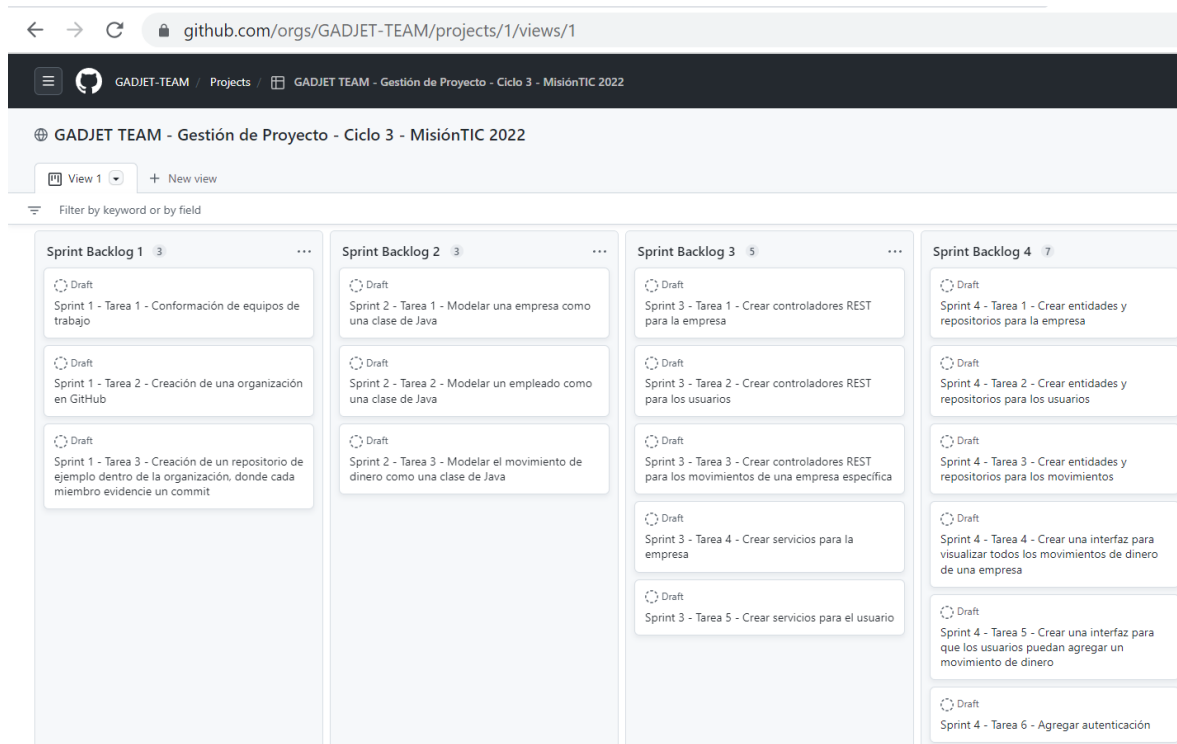 github.com/orgs/GADJET-TEAM/projects/1/views/1
GADJET-TEAM / Projects / GADJET TEAM - Gestión de Proyecto - Ciclo 3 - MisiónTIC 2022
GADJET TEAM - Gestión de Proyecto - Ciclo 3 - MisiónTIC 2022
View 1
+ New view
Filter by keyword or by field
Sprint Backlog 1 3
Draft
Sprint 1 - Tarea 1 - Conformación de equipos de
trabajo
Draft
Sprint 1 - Tarea 2 - Creación de una organización
en GitHub
Draft
Sprint 1 - Tarea 3 - Creación de un repositorio de
ejemplo dentro de la organización, donde cada
miembro evidencie un commit
Sprint Backlog 2 3
Draft
Sprint 2 - Tarea 1 - Modelar una empresa como
una clase de Java
Draft
Sprint 2 - Tarea 2 - Modelar un empleado como
una clase de Java
Draft
Sprint 2 - Tarea 3 - Modelar el movimiento de
dinero como una clase de Java
Sprint Backlog 3 5
Draft
Sprint 3 - Tarea 1 - Crear controladores REST
para la empresa
Draft
Sprint 3 - Tarea 2 - Crear controladores REST
para los usuarios
Draft
Sprint 3 - Tarea 3 - Crear controladores REST
para los movimientos de una empresa específica
Draft
Sprint 3 - Tarea 4 - Crear servicios para la
empresa
Draft
Sprint 3 - Tarea 5 - Crear servicios para el usuario
Sprint Backlog 4 7
Draft
Sprint 4 - Tarea 1 - Crear entidades y
repositorios para la empresa
Draft
Sprint 4 - Tarea 2 - Crear entidades y
repositorios para los usuarios
Draft
Sprint 4 - Tarea 3 - Crear entidades y
repositorios para los movimientos
Draft
Sprint 4 - Tarea 4 - Crear una interfaz para
visualizar todos los movimientos de dinero
de una empresa
Draft
Sprint 4 - Tarea 5 - Crear una interfaz para
que los usuarios puedan agregar un
movimiento de dinero
Draft
Sprint 4 - Tarea 6 - Agregar autenticación